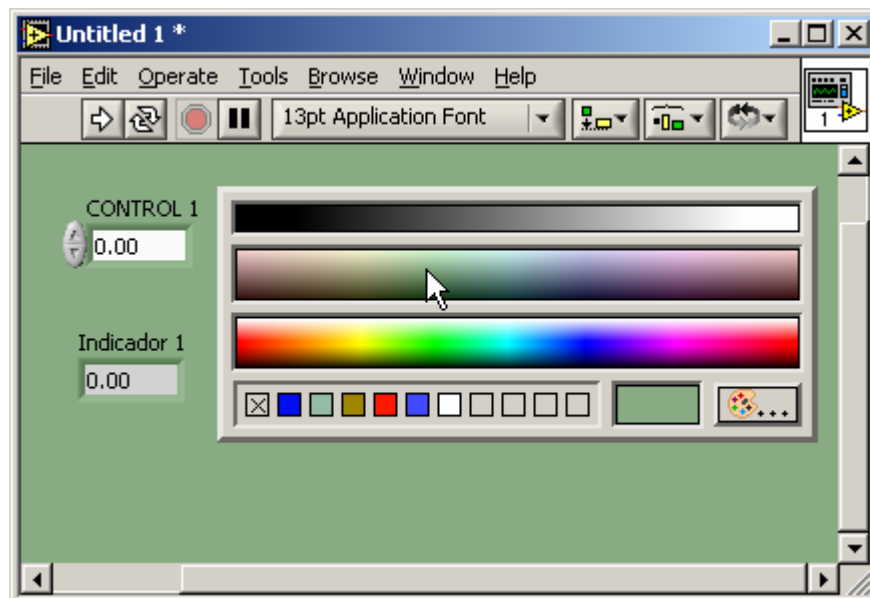 Untitled 1 *
File Edit Operate Tools Browse Window Help
13pt Application Font
1
CONTROL 1
0.00
Indicador 1
0.00
...